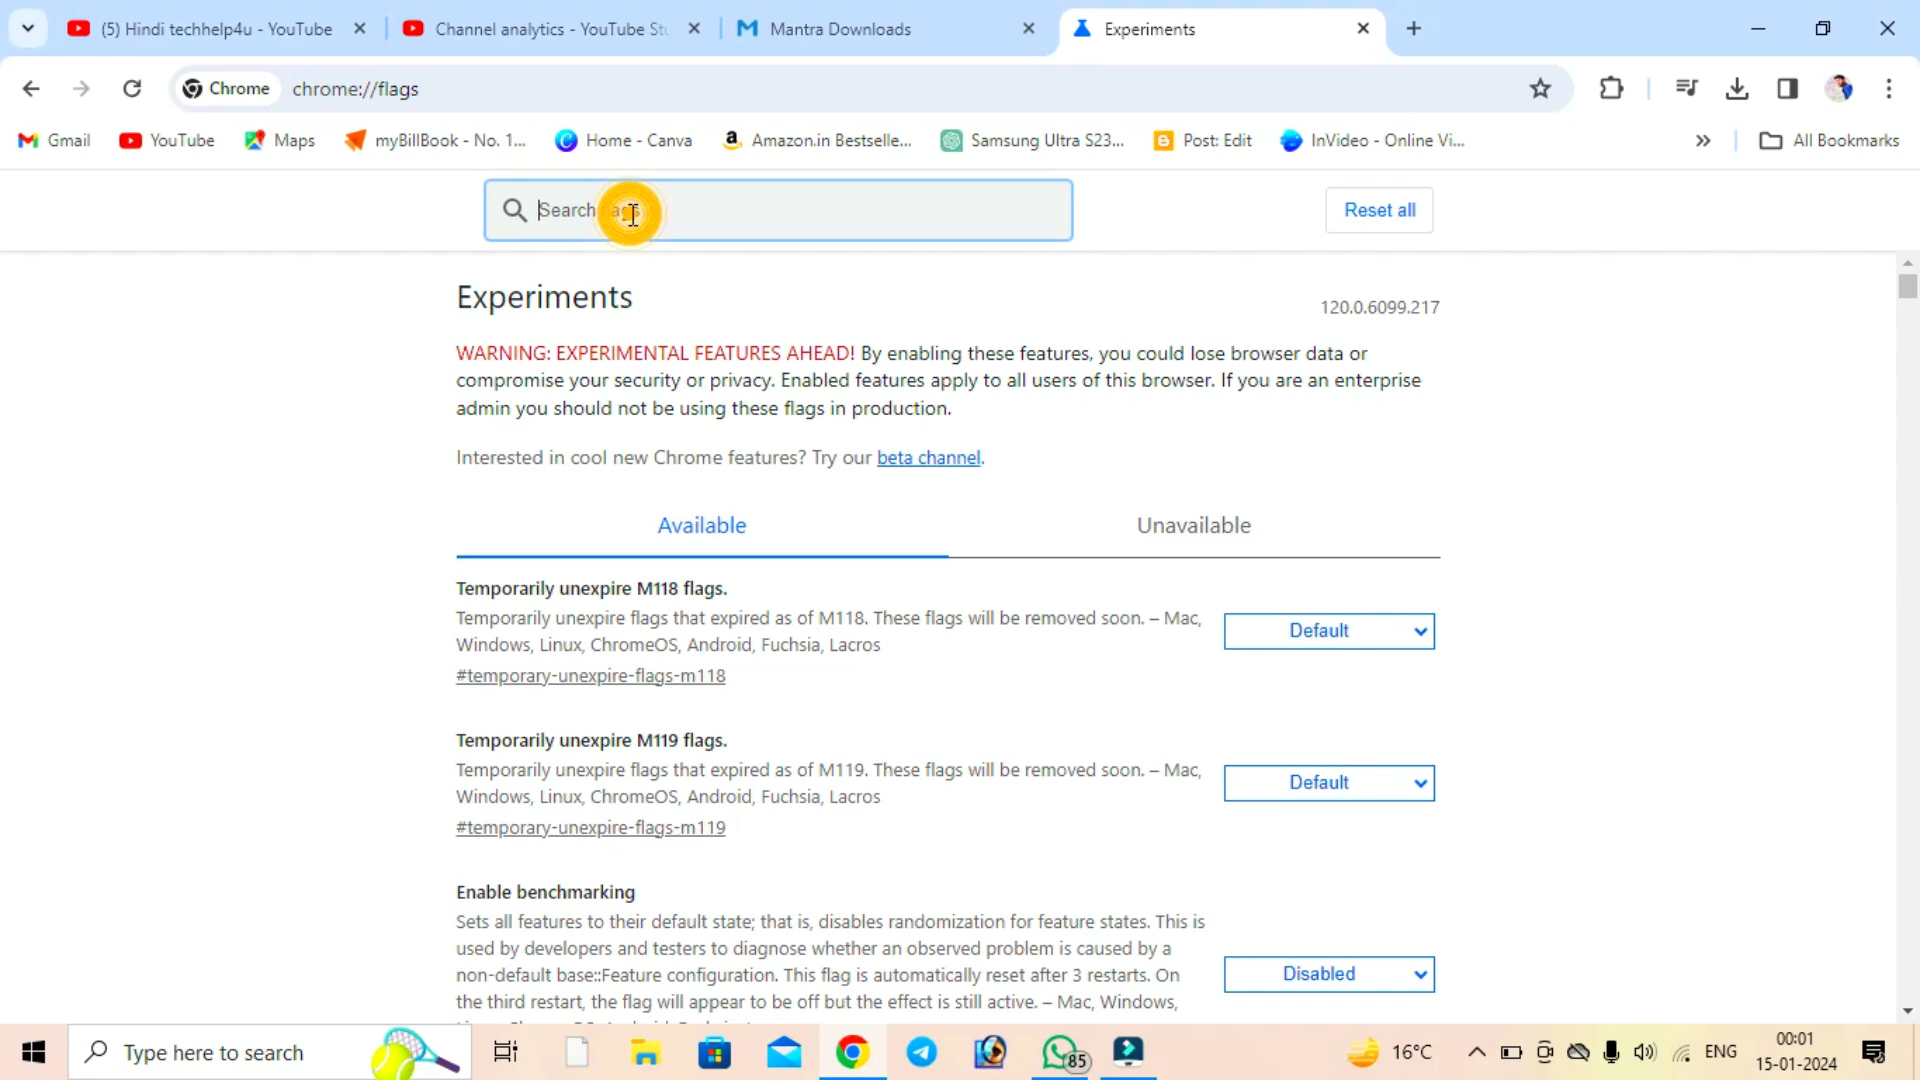 (5) Hindi techhelp4u - YouTube
Channel analytics - YouTube Stu
Mantra Downloads
Experiments
Chrome
chrome://flags
Gmail
YouTube
Maps
myBillBook - No. 1...
Home - Canva
Amazon.in Bestselle...
Samsung Ultra S23...
Post: Edit
InVideo - Online Vi...
All Bookmarks
Search flags
Reset all
Experiments
120.0.6099.217
WARNING: EXPERIMENTAL FEATURES AHEAD! By enabling these features, you could lose browser data or
compromise your security or privacy. Enabled features apply to all users of this browser. If you are an enterprise
admin you should not be using these flags in production.
Interested in cool new Chrome features? Try our beta channel.
Available
Unavailable
Temporarily unexpire M118 flags.
Temporarily unexpire flags that expired as of M118. These flags will be removed soon. – Mac,
Windows, Linux, ChromeOS, Android, Fuchsia, Lacros
#temporary-unexpire-flags-m118
Default
Temporarily unexpire M119 flags.
Temporarily unexpire flags that expired as of M119. These flags will be removed soon. – Mac,
Windows, Linux, ChromeOS, Android, Fuchsia, Lacros
#temporary-unexpire-flags-m119
Default
Enable benchmarking
Sets all features to their default state; that is, disables randomization for feature states. This is
used by developers and testers to diagnose whether an observed problem is caused by a
non-default base::Feature configuration. This flag is automatically reset after 3 restarts. On
the third restart, the flag will appear to be off but the effect is still active. – Mac, Windows,
Disabled
Type here to search
85
16°C
ENG
00:01
15-01-2024